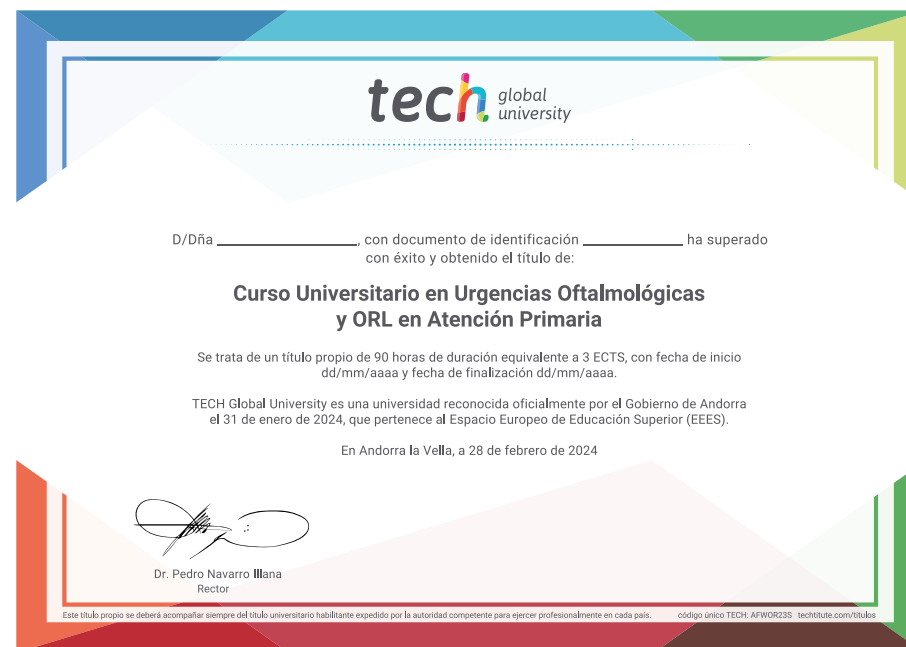 tech global university
D/Dña ____________________, con documento de identificación ______________ ha superado
con éxito y obtenido el título de:
Curso Universitario en Urgencias Oftalmológicas
y ORL en Atención Primaria
Se trata de un título propio de 90 horas de duración equivalente a 3 ECTS, con fecha de inicio
dd/mm/aaaa y fecha de finalización dd/mm/aaaa.
TECH Global University es una universidad reconocida oficialmente por el Gobierno de Andorra
el 31 de enero de 2024, que pertenece al Espacio Europeo de Educación Superior (EEES).
En Andorra la Vella, a 28 de febrero de 2024
Dr. Pedro Navarro Illana
Rector
Este título propio se deberá acompañar siempre del título universitario habilitante expedido por la autoridad competente para ejercer profesionalmente en cada país. código único TECH: AFWOR23S techtitute.com/titulos